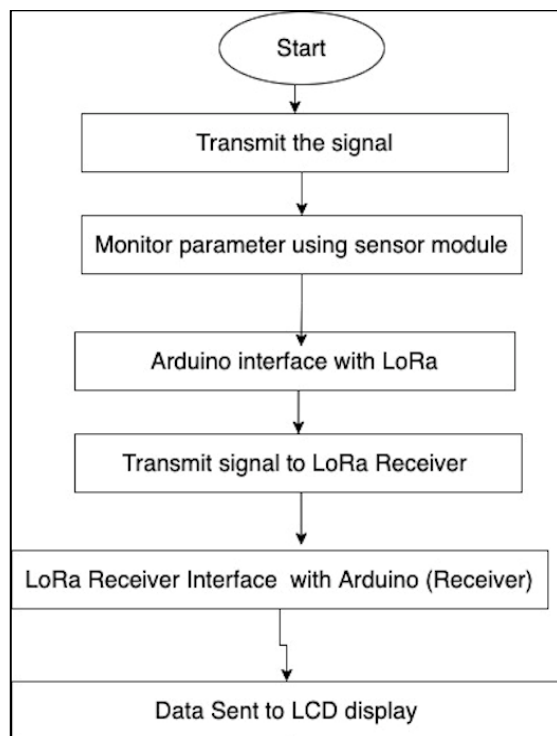 Start
Transmit the signal
Monitor parameter using sensor module
Arduino interface with LoRa
Transmit signal to LoRa Receiver
LoRa Receiver Interface with Arduino (Receiver)
Data Sent to LCD display